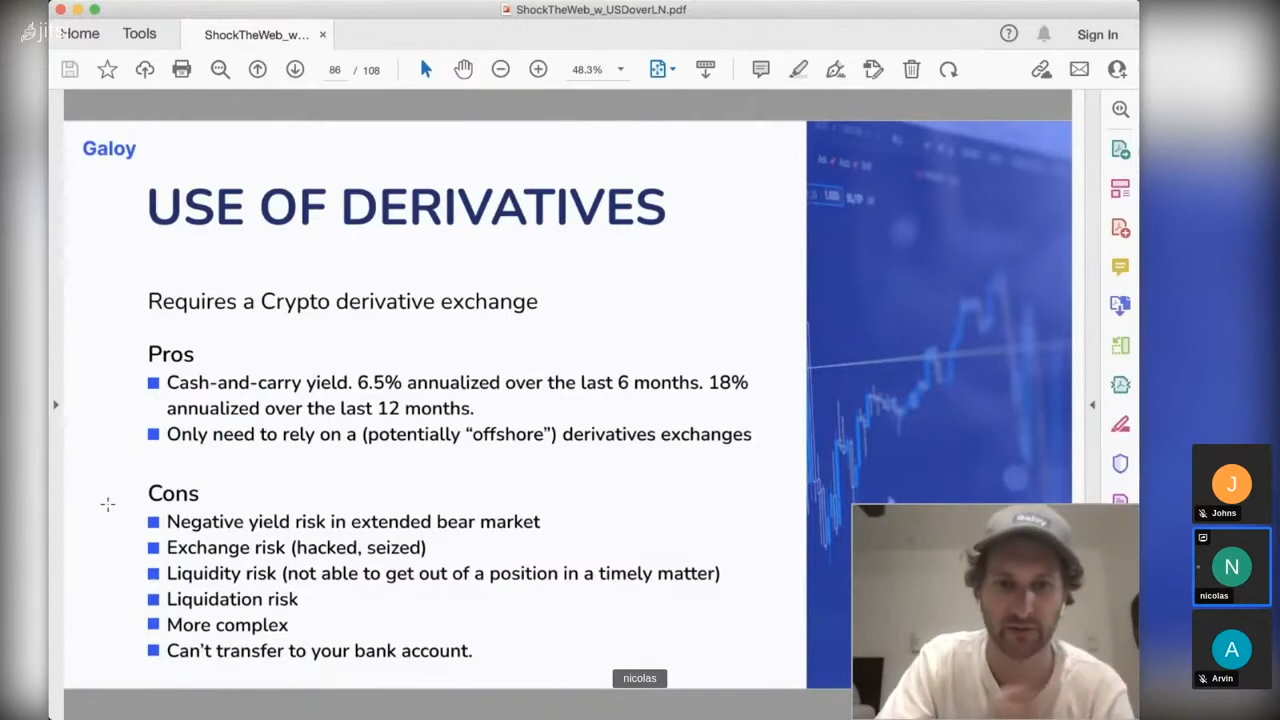 ShockTheWeb_w_USDoverLN.pdf
jits
Home
Tools
ShockTheWeb_w...
Sign In
86 / 108
48.3%
Galoy
USE OF DERIVATIVES
Requires a Crypto derivative exchange
Pros
Cash-and-carry yield. 6.5% annualized over the last 6 months. 18%
annualized over the last 12 months.
Only need to rely on a (potentially “offshore”) derivatives exchanges
Cons
Negative yield risk in extended bear market
Exchange risk (hacked, seized)
Liquidity risk (not able to get out of a position in a timely matter)
Liquidation risk
More complex
Can’t transfer to your bank account.
nicolas
Galoy
J
Johns
N
nicolas
A
Arvin